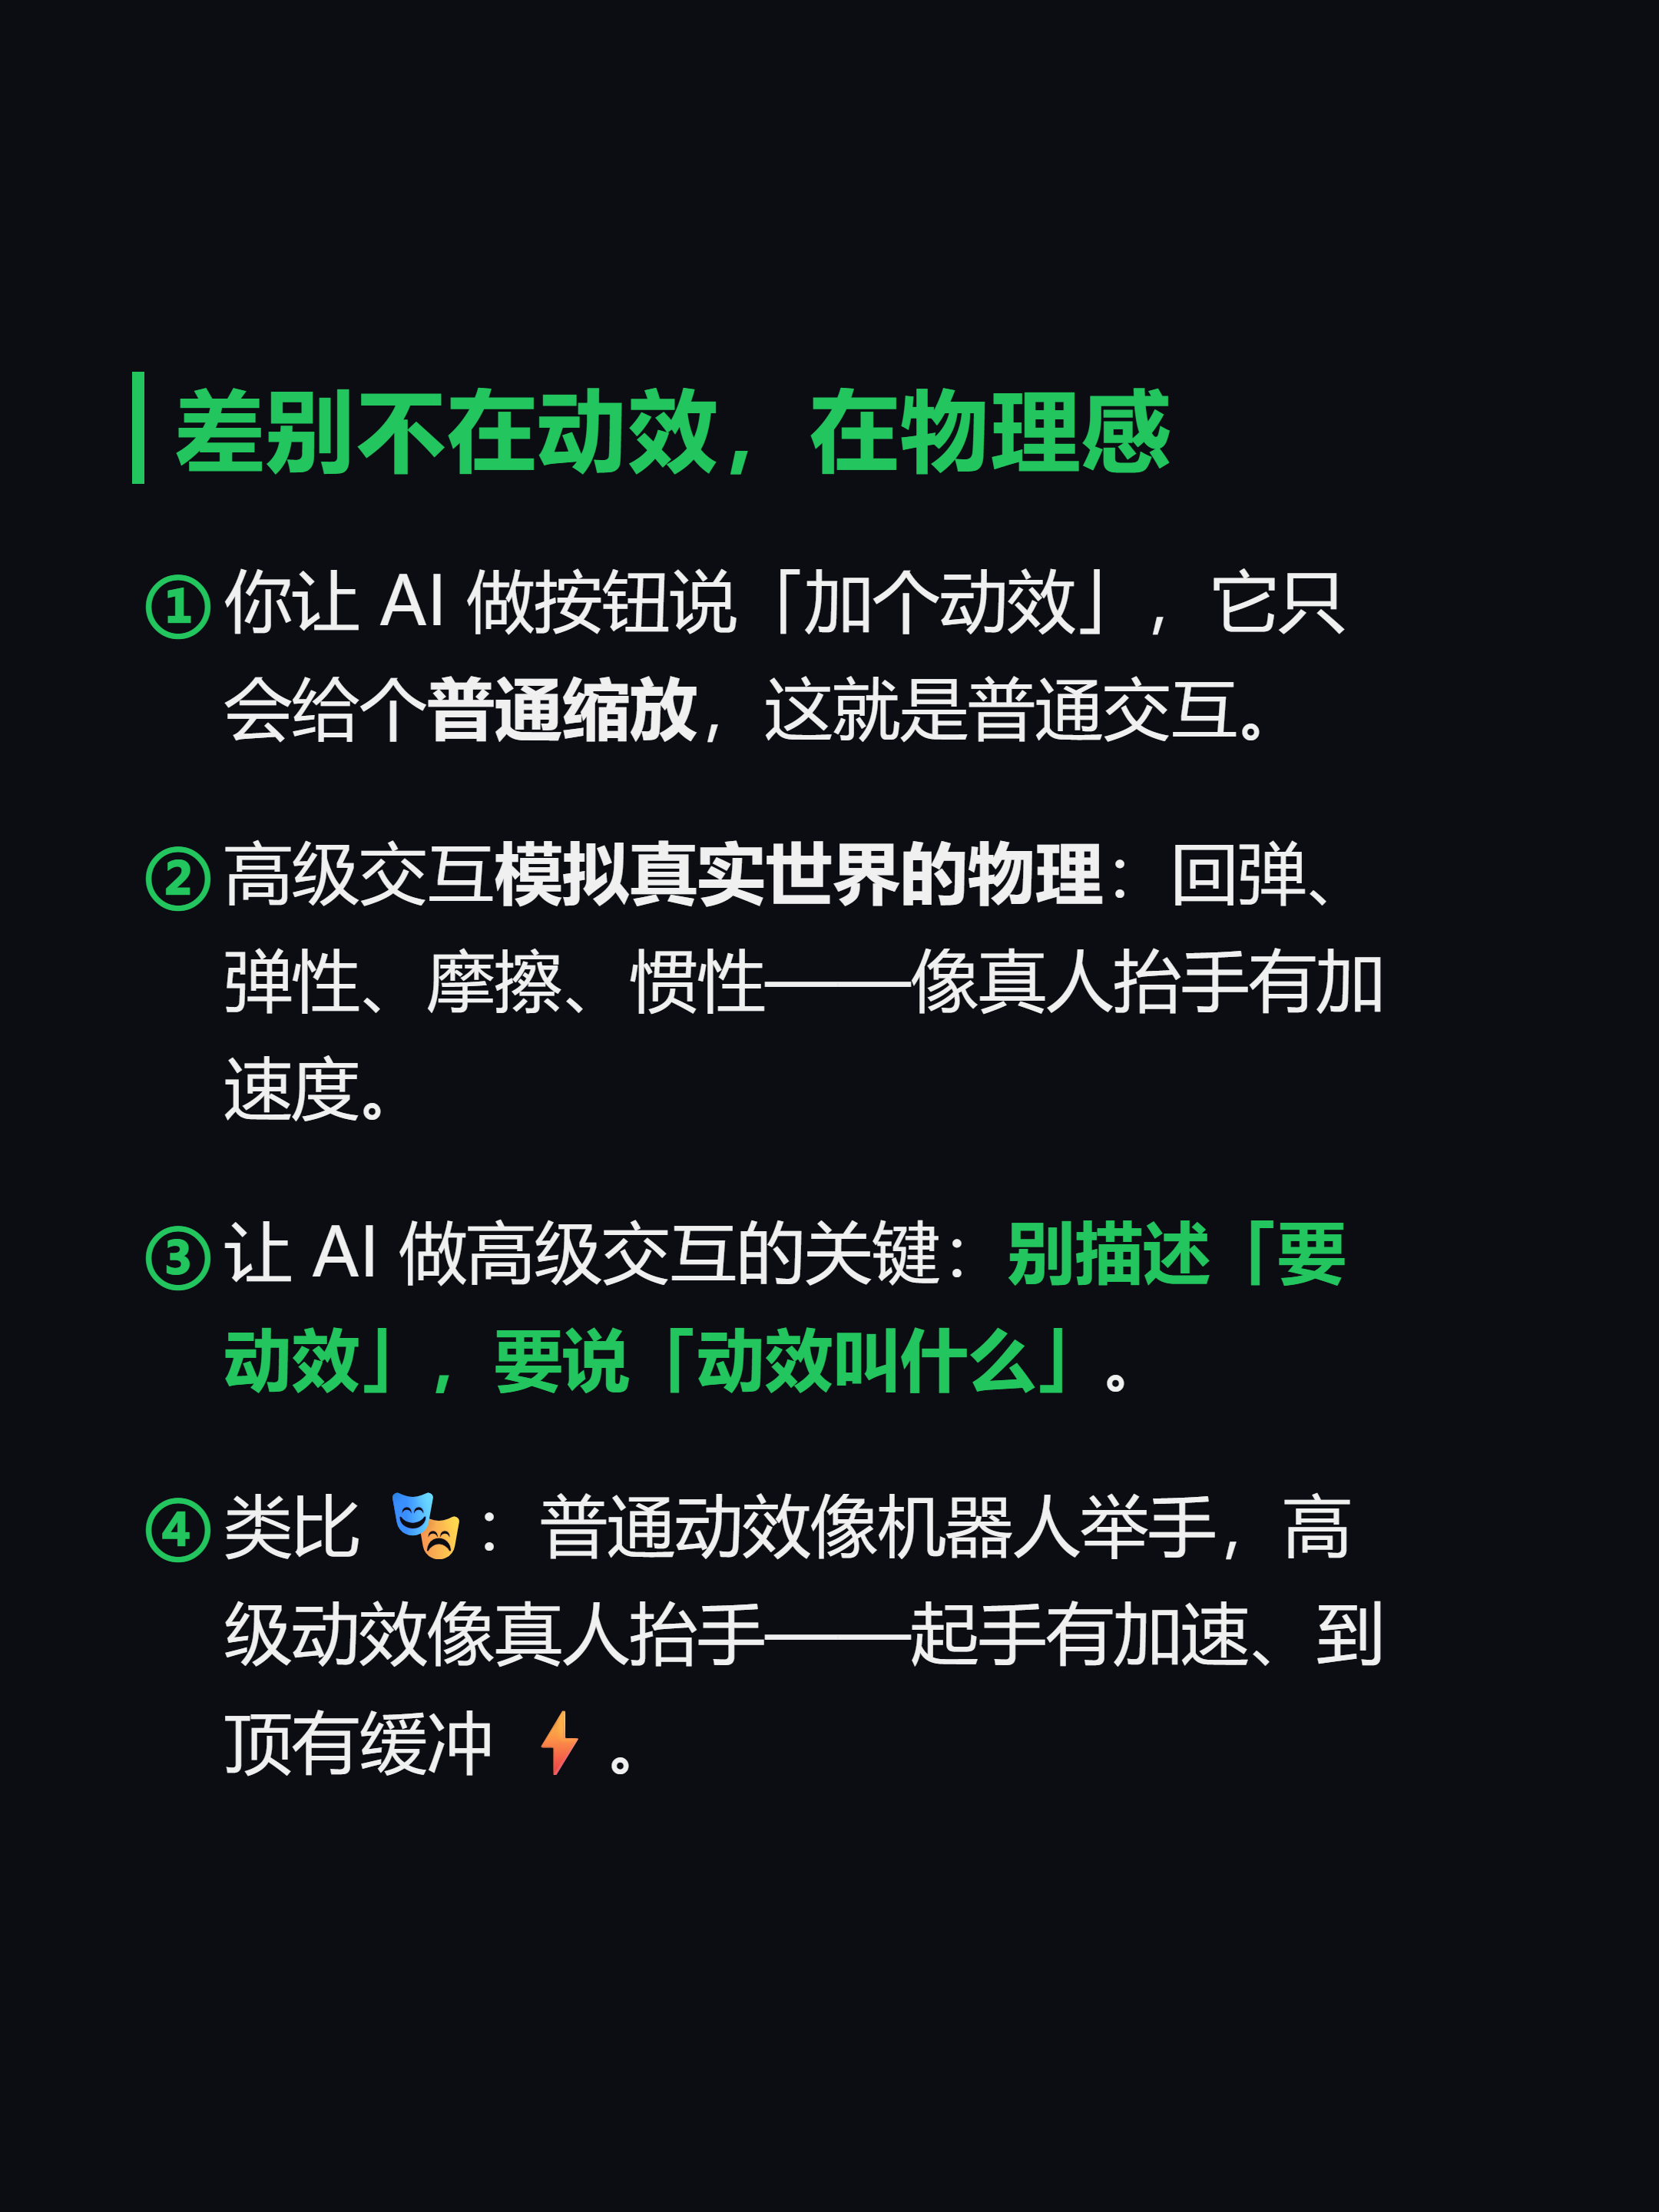 差别不在动效，在物理感
① 你让 AI 做按钮说「加个动效」，它只
会给个普通缩放，这就是普通交互。
② 高级交互模拟真实世界的物理：回弹、
弹性、摩擦、惯性——像真人抬手有加
速度。
③ 让 AI 做高级交互的关键：别描述「要
动效」，要说「动效叫什么」。
④ 类比 🎭：普通动效像机器人举手，高
级动效像真人抬手——起手有加速、到
顶有缓冲 ⚡。